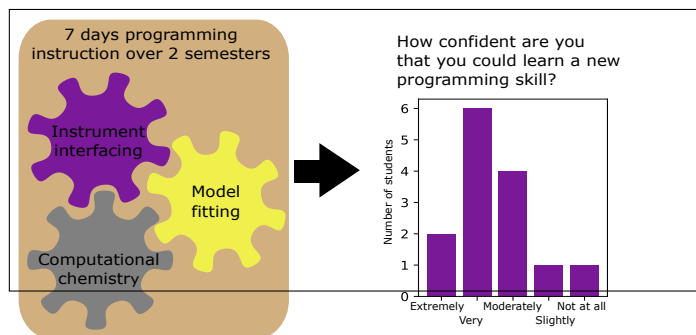 7 days programming
instruction over 2 semesters
Instrument
interfacing
Model
fitting
Computational
chemistry
How confident are you
that you could learn a new
programming skill?
Number of students
6
5
4
3
2
1
0
Extremely
Very
Moderately
Slightly
Not at all